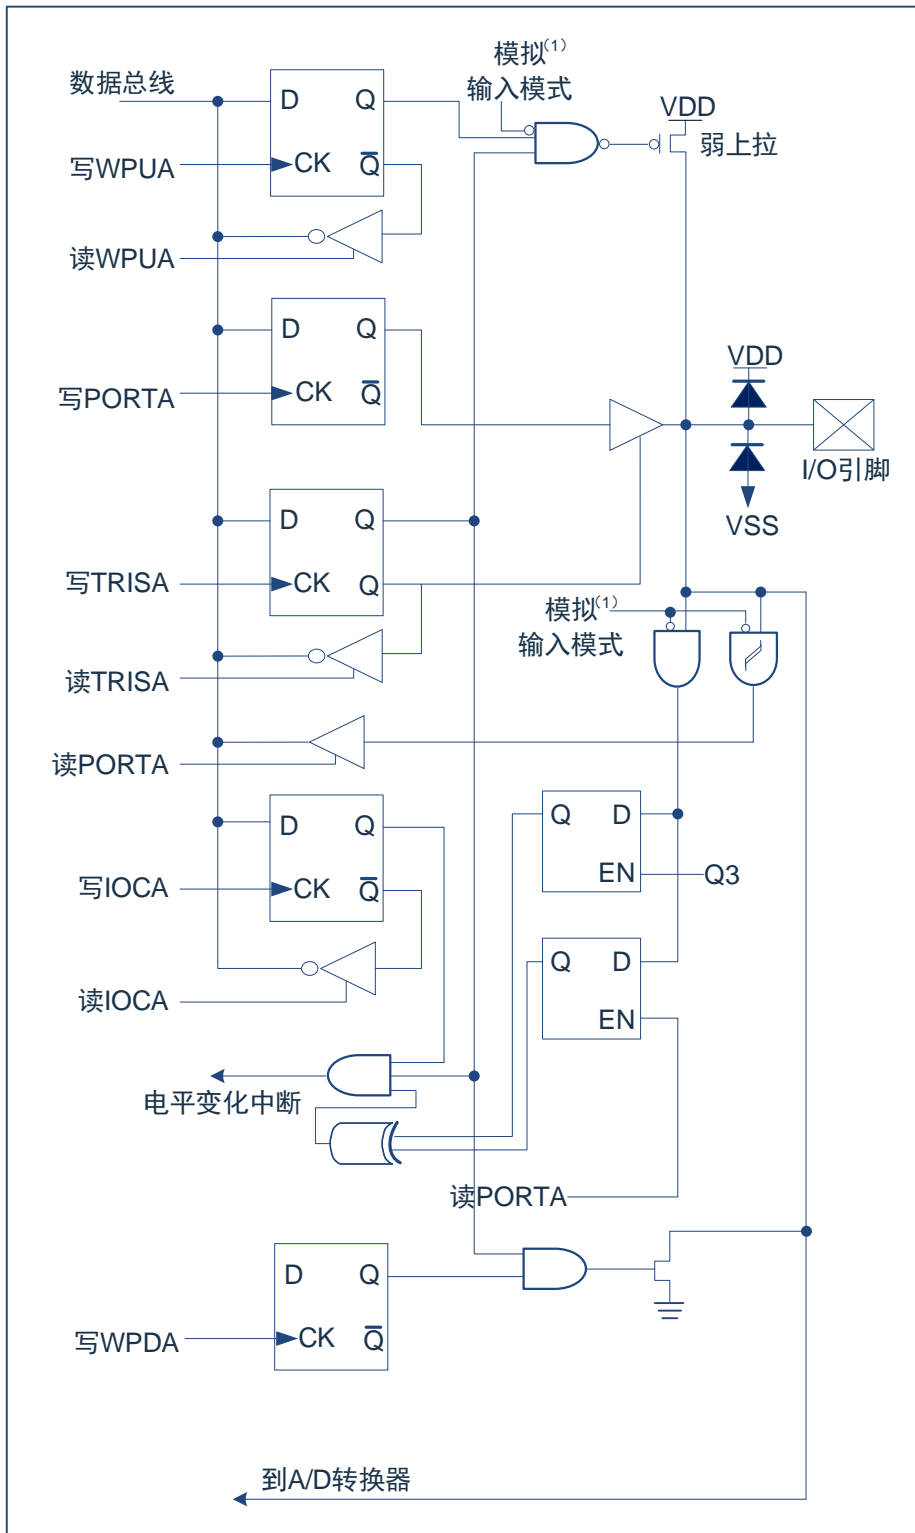 模拟(1)
输入模式
数据总线
D Q
VDD
弱上拉
写WPUA
CK Q̅
读WPUA
D Q
VDD
写PORTA
CK Q̅
I/O引脚
VSS
D Q
写TRISA
CK Q
模拟(1)
输入模式
读TRISA
读PORTA
Q D
D Q
EN Q3
写IOCA
CK Q̅
Q D
读IOCA
EN
电平变化中断
读PORTA
D Q
写WPDA
CK Q̅
到A/D转换器